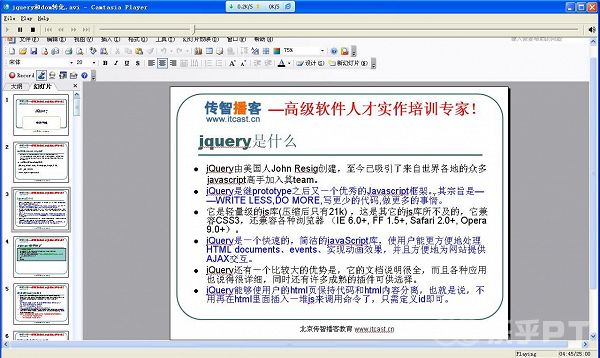 jquery和dom转化.avi - Camtasia Player
0.2K/S 0K/S
File Play Help
宋体
75%
设计(S) 新幻灯片(N)
Record
大纲 幻灯片
1
2
3
4
5
6
传智播客 —高级软件人才实作培训专家!
www.itcast.cn
jquery是什么
jQuery由美国人John Resig创建,至今已吸引了来自世界各地的众多
javascript高手加入其team。
jQuery是继prototype之后又一个优秀的Javascript框架。其宗旨是—
—WRITE LESS,DO MORE,写更少的代码,做更多的事情。
它是轻量级的js库(压缩后只有21k) ,这是其它的js库所不及的,它兼
容CSS3,还兼容各种浏览器 (IE 6.0+, FF 1.5+, Safari 2.0+, Opera
9.0+)。
jQuery是一个快速的,简洁的javaScript库,使用户能更方便地处理
HTML documents、events、实现动画效果,并且方便地为网站提供
AJAX交互。
jQuery还有一个比较大的优势是,它的文档说明很全,而且各种应用
也说得很详细,同时还有许多成熟的插件可供选择。
jQuery能够使用户的html页保持代码和html内容分离,也就是说,不
用再在html里面插入一堆js来调用命令了,只需定义id即可。
北京传智播客教育 www.itcast.cn
Playing 04:45/25:00